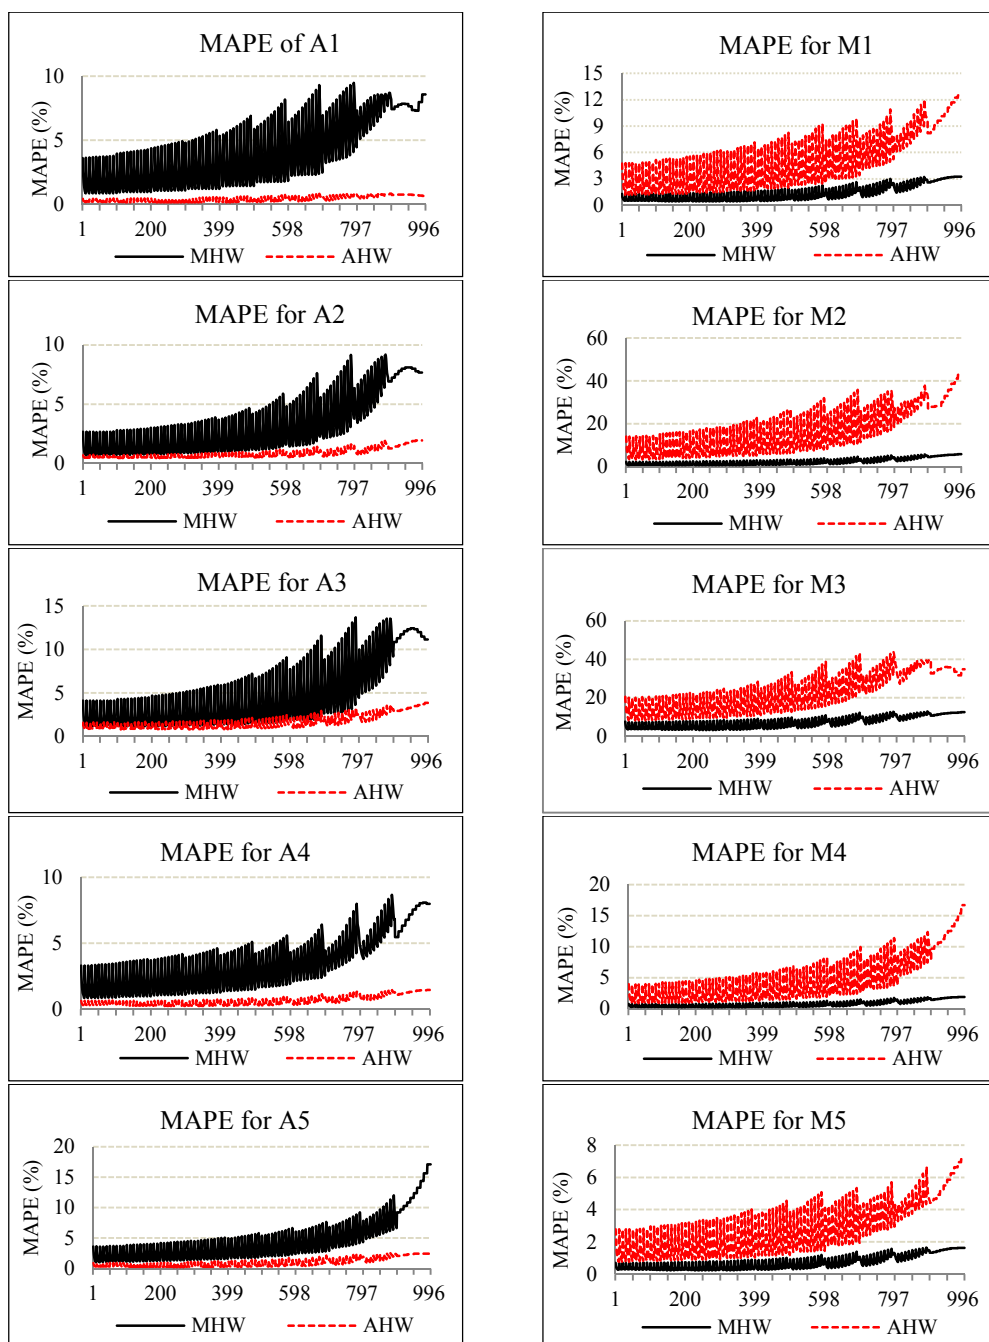 MAPE of A1
MAPE (%)
10
5
0
1 200 399 598 797 996
MHW AHW
MAPE for M1
MAPE (%)
15
12
9
6
3
0
1 200 399 598 797 996
MHW AHW
MAPE for A2
MAPE (%)
10
5
0
1 200 399 598 797 996
MHW AHW
MAPE for M2
MAPE (%)
60
40
20
0
1 200 399 598 797 996
MHW AHW
MAPE for A3
MAPE (%)
15
10
5
0
1 200 399 598 797 996
MHW AHW
MAPE for M3
MAPE (%)
60
40
20
0
1 200 399 598 797 996
MHW AHW
MAPE for A4
MAPE (%)
10
5
0
1 200 399 598 797 996
MHW AHW
MAPE for M4
MAPE (%)
20
15
10
5
0
1 200 399 598 797 996
MHW AHW
MAPE for A5
MAPE (%)
20
15
10
5
0
1 200 399 598 797 996
MHW AHW
MAPE for M5
MAPE (%)
8
6
4
2
0
1 200 399 598 797 996
MHW AHW